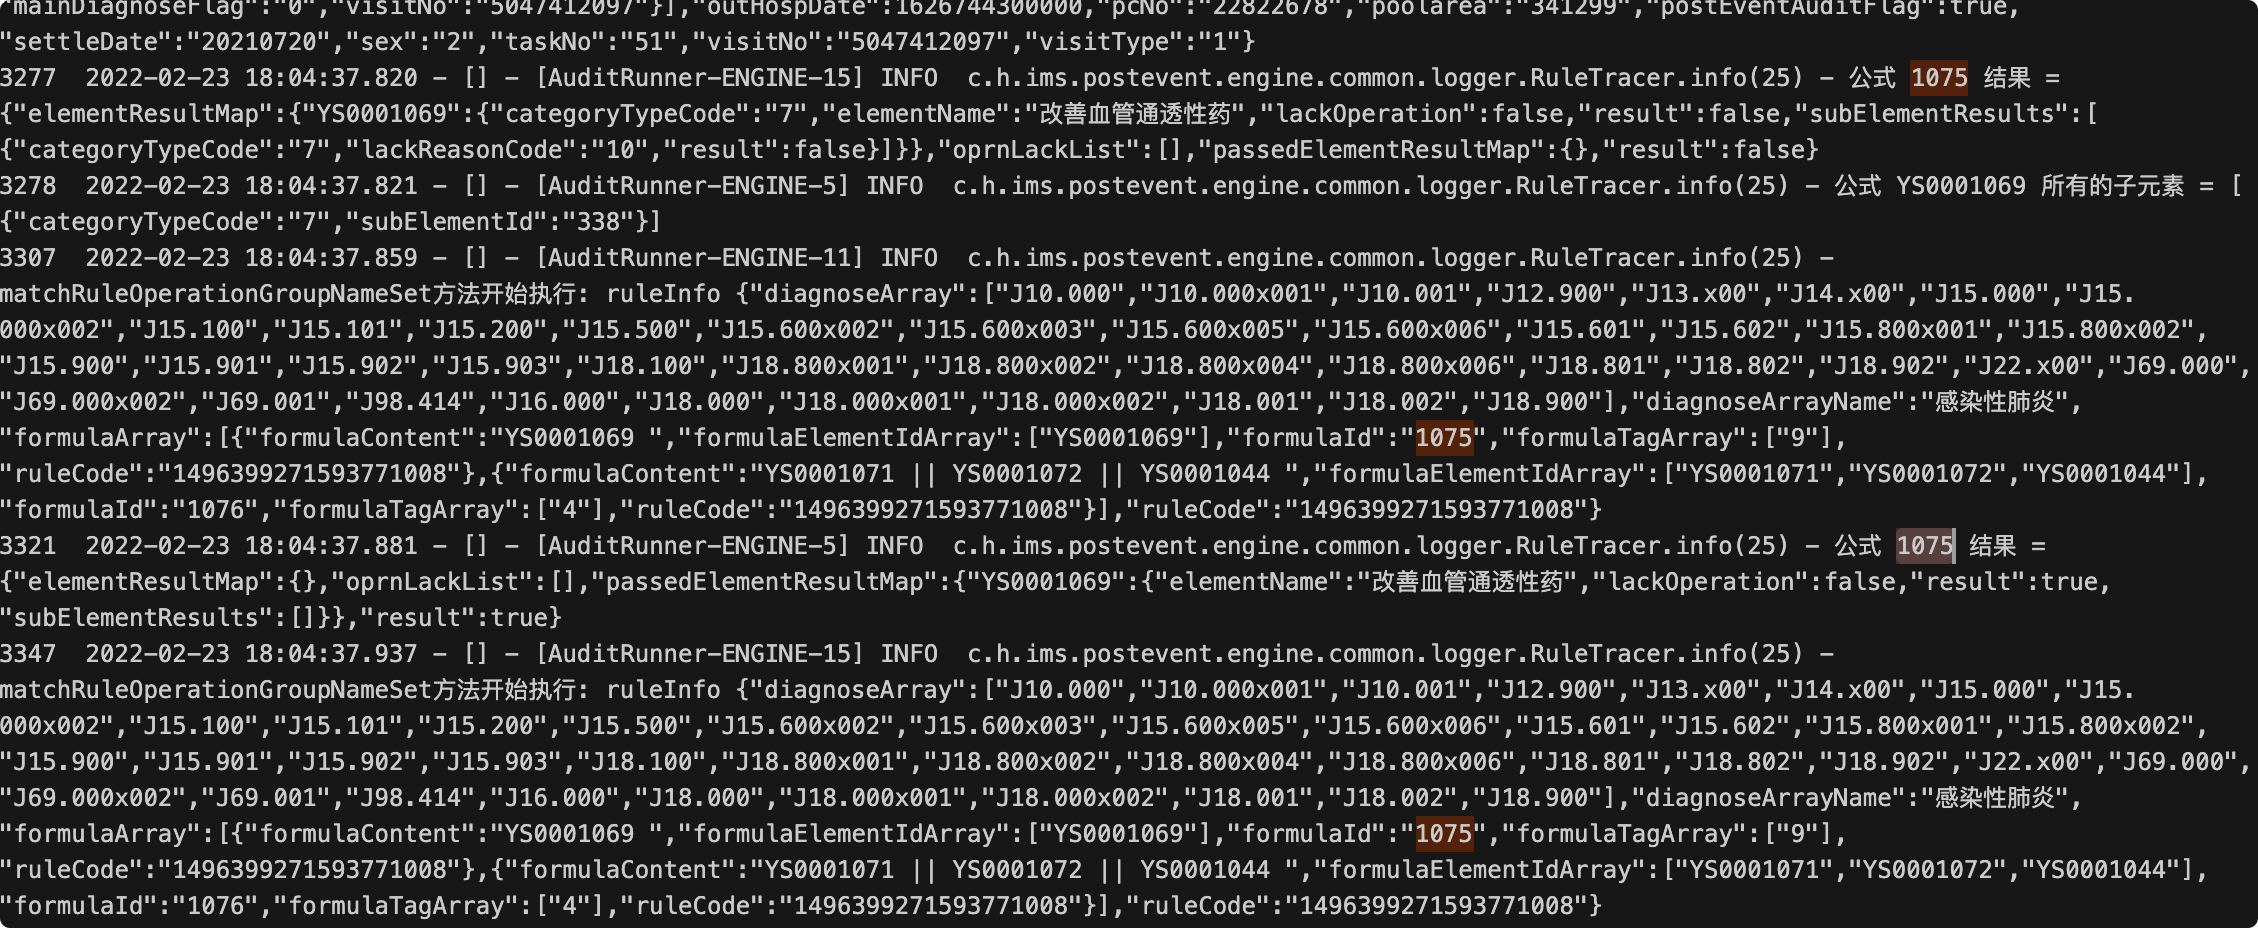 "mainDiagnoseFlag":"0","visitNo":"5047412097"}],"outHospDate":1626744300000,"pcNo":"22822678","poolarea":"341299","postEventAuditFlag":true,
"settleDate":"20210720","sex":"2","taskNo":"51","visitNo":"5047412097","visitType":"1"}
3277  2022-02-23 18:04:37.820 - [] - [AuditRunner-ENGINE-15] INFO  c.h.ims.postevent.engine.common.logger.RuleTracer.info(25) - 公式 1075 结果 =
{"elementResultMap":{"YS0001069":{"categoryTypeCode":"7","elementName":"改善血管通透性药","lackOperation":false,"result":false,"subElementResults":[
{"categoryTypeCode":"7","lackReasonCode":"10","result":false}]}},"oprnLackList":[],"passedElementResultMap":{},"result":false}
3278  2022-02-23 18:04:37.821 - [] - [AuditRunner-ENGINE-5] INFO  c.h.ims.postevent.engine.common.logger.RuleTracer.info(25) - 公式 YS0001069 所有的子元素 = [
{"categoryTypeCode":"7","subElementId":"338"}]
3307  2022-02-23 18:04:37.859 - [] - [AuditRunner-ENGINE-11] INFO  c.h.ims.postevent.engine.common.logger.RuleTracer.info(25) -
matchRuleOperationGroupNameSet方法开始执行: ruleInfo {"diagnoseArray":["J10.000","J10.000x001","J10.001","J12.900","J13.x00","J14.x00","J15.000","J15.
000x002","J15.100","J15.101","J15.200","J15.500","J15.600x002","J15.600x003","J15.600x005","J15.600x006","J15.601","J15.602","J15.800x001","J15.800x002",
"J15.900","J15.901","J15.902","J15.903","J18.100","J18.800x001","J18.800x002","J18.800x004","J18.800x006","J18.801","J18.802","J18.902","J22.x00","J69.000",
"J69.000x002","J69.001","J98.414","J16.000","J18.000","J18.000x001","J18.000x002","J18.001","J18.002","J18.900"],"diagnoseArrayName":"感染性肺炎",
"formulaArray":[{"formulaContent":"YS0001069 ","formulaElementIdArray":["YS0001069"],"formulaId":"1075","formulaTagArray":["9"],
"ruleCode":"1496399271593771008"},{"formulaContent":"YS0001071 || YS0001072 || YS0001044 ","formulaElementIdArray":["YS0001071","YS0001072","YS0001044"],
"formulaId":"1076","formulaTagArray":["4"],"ruleCode":"1496399271593771008"}],"ruleCode":"1496399271593771008"}
3321  2022-02-23 18:04:37.881 - [] - [AuditRunner-ENGINE-5] INFO  c.h.ims.postevent.engine.common.logger.RuleTracer.info(25) - 公式 1075 结果 =
{"elementResultMap":{},"oprnLackList":[],"passedElementResultMap":{"YS0001069":{"elementName":"改善血管通透性药","lackOperation":false,"result":true,
"subElementResults":[]}},"result":true}
3347  2022-02-23 18:04:37.937 - [] - [AuditRunner-ENGINE-15] INFO  c.h.ims.postevent.engine.common.logger.RuleTracer.info(25) -
matchRuleOperationGroupNameSet方法开始执行: ruleInfo {"diagnoseArray":["J10.000","J10.000x001","J10.001","J12.900","J13.x00","J14.x00","J15.000","J15.
000x002","J15.100","J15.101","J15.200","J15.500","J15.600x002","J15.600x003","J15.600x005","J15.600x006","J15.601","J15.602","J15.800x001","J15.800x002",
"J15.900","J15.901","J15.902","J15.903","J18.100","J18.800x001","J18.800x002","J18.800x004","J18.800x006","J18.801","J18.802","J18.902","J22.x00","J69.000",
"J69.000x002","J69.001","J98.414","J16.000","J18.000","J18.000x001","J18.000x002","J18.001","J18.002","J18.900"],"diagnoseArrayName":"感染性肺炎",
"formulaArray":[{"formulaContent":"YS0001069 ","formulaElementIdArray":["YS0001069"],"formulaId":"1075","formulaTagArray":["9"],
"ruleCode":"1496399271593771008"},{"formulaContent":"YS0001071 || YS0001072 || YS0001044 ","formulaElementIdArray":["YS0001071","YS0001072","YS0001044"],
"formulaId":"1076","formulaTagArray":["4"],"ruleCode":"1496399271593771008"}],"ruleCode":"1496399271593771008"}